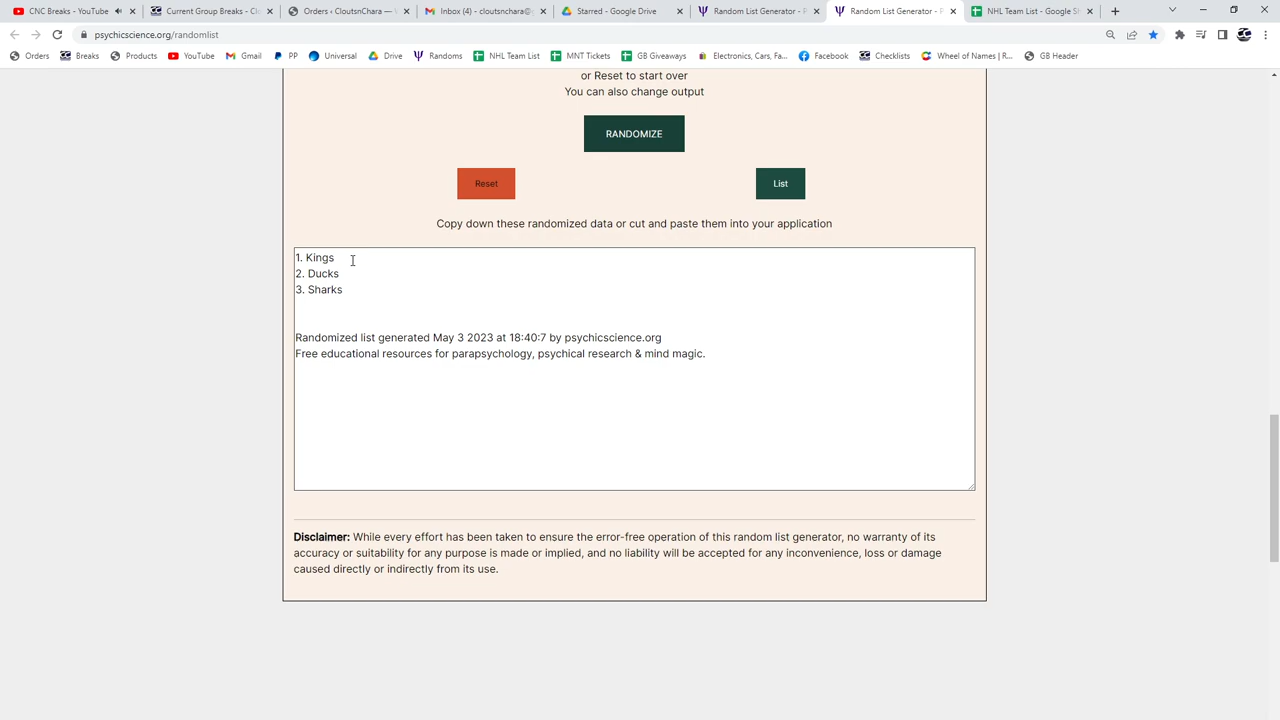 CNC Breaks - YouTube
Current Group Breaks - Cl
Orders ‹ CloutsnChara — V
Inbox (4) - cloutsnchara@g
Starred - Google Drive
Random List Generator - P
Random List Generator - P
NHL Team List - Google Sh
psychicscience.org/randomlist
Orders
Breaks
Products
YouTube
Gmail
PP
Universal
Drive
Randoms
NHL Team List
MNT Tickets
GB Giveaways
Electronics, Cars, Fa...
Facebook
Checklists
Wheel of Names | R...
GB Header
or Reset to start over
You can also change output
RANDOMIZE
Reset
List
Copy down these randomized data or cut and paste them into your application
1. Kings
2. Ducks
3. Sharks
Randomized list generated May 3 2023 at 18:40:7 by psychicscience.org
Free educational resources for parapsychology, psychical research & mind magic.
Disclaimer: While every effort has been taken to ensure the error-free operation of this random list generator, no warranty of its
accuracy or suitability for any purpose is made or implied, and no liability will be accepted for any inconvenience, loss or damage
caused directly or indirectly from its use.